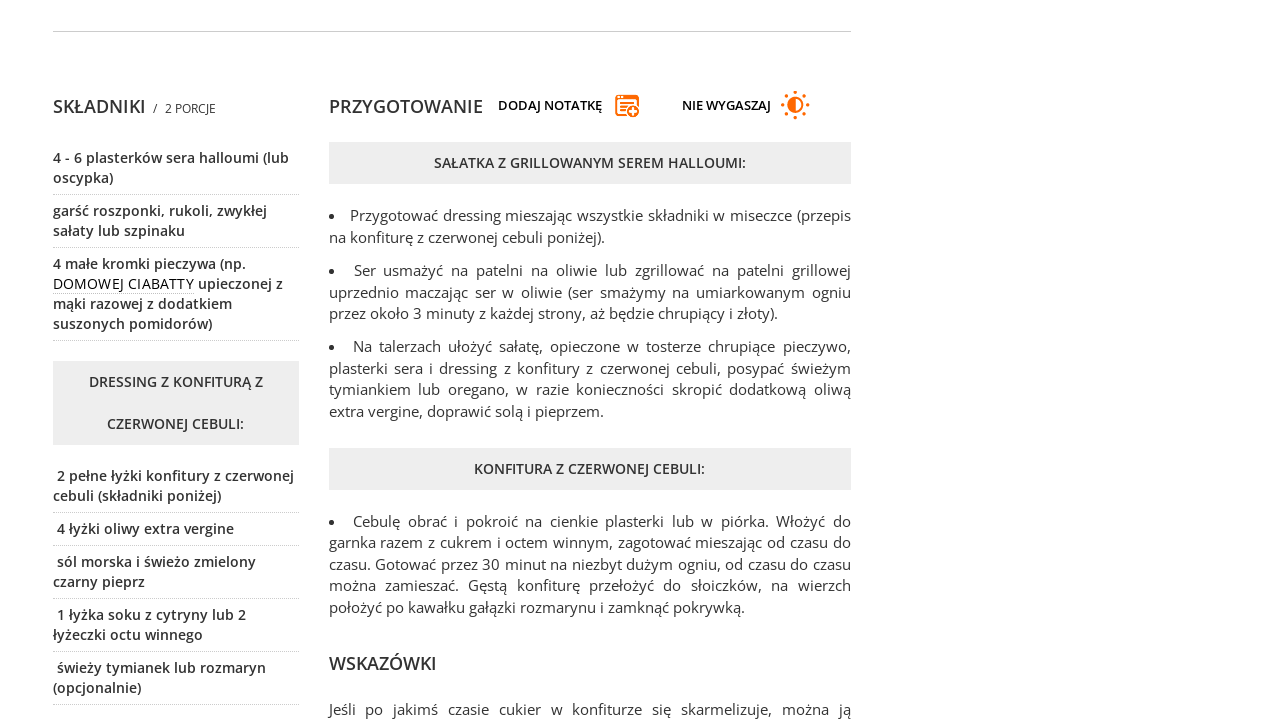 SKŁADNIKI / 2 PORCJE
4 - 6 plasterków sera halloumi (lub
oscypka)
garść roszponki, rukoli, zwykłej
sałaty lub szpinaku
4 małe kromki pieczywa (np.
DOMOWEJ CIABATTY upieczonej z
mąki razowej z dodatkiem
suszonych pomidorów)
DRESSING Z KONFITURĄ Z
CZERWONEJ CEBULI:
2 pełne łyżki konfitury z czerwonej
cebuli (składniki poniżej)
4 łyżki oliwy extra vergine
sól morska i świeżo zmielony
czarny pieprz
1 łyżka soku z cytryny lub 2
łyżeczki octu winnego
świeży tymianek lub rozmaryn
(opcjonalnie)
PRZYGOTOWANIE DODAJ NOTATKĘ NIE WYGASZAJ
SAŁATKA Z GRILLOWANYM SEREM HALLOUMI:
• Przygotować dressing mieszając wszystkie składniki w miseczce (przepis
na konfiturę z czerwonej cebuli poniżej).
• Ser usmażyć na patelni na oliwie lub zgrillować na patelni grillowej
uprzednio maczając ser w oliwie (ser smażymy na umiarkowanym ogniu
przez około 3 minuty z każdej strony, aż będzie chrupiący i złoty).
• Na talerzach ułożyć sałatę, opieczone w tosterze chrupiące pieczywo,
plasterki sera i dressing z konfitury z czerwonej cebuli, posypać świeżym
tymiankiem lub oregano, w razie konieczności skropić dodatkową oliwą
extra vergine, doprawić solą i pieprzem.
KONFITURA Z CZERWONEJ CEBULI:
• Cebulę obrać i pokroić na cienkie plasterki lub w piórka. Włożyć do
garnka razem z cukrem i octem winnym, zagotować mieszając od czasu do
czasu. Gotować przez 30 minut na niezbyt dużym ogniu, od czasu do czasu
można zamieszać. Gęstą konfiturę przełożyć do słoiczków, na wierzch
położyć po kawałku gałązki rozmarynu i zamknąć pokrywką.
WSKAZÓWKI
Jeśli po jakimś czasie cukier w konfiturze się skarmelizuje, można ją